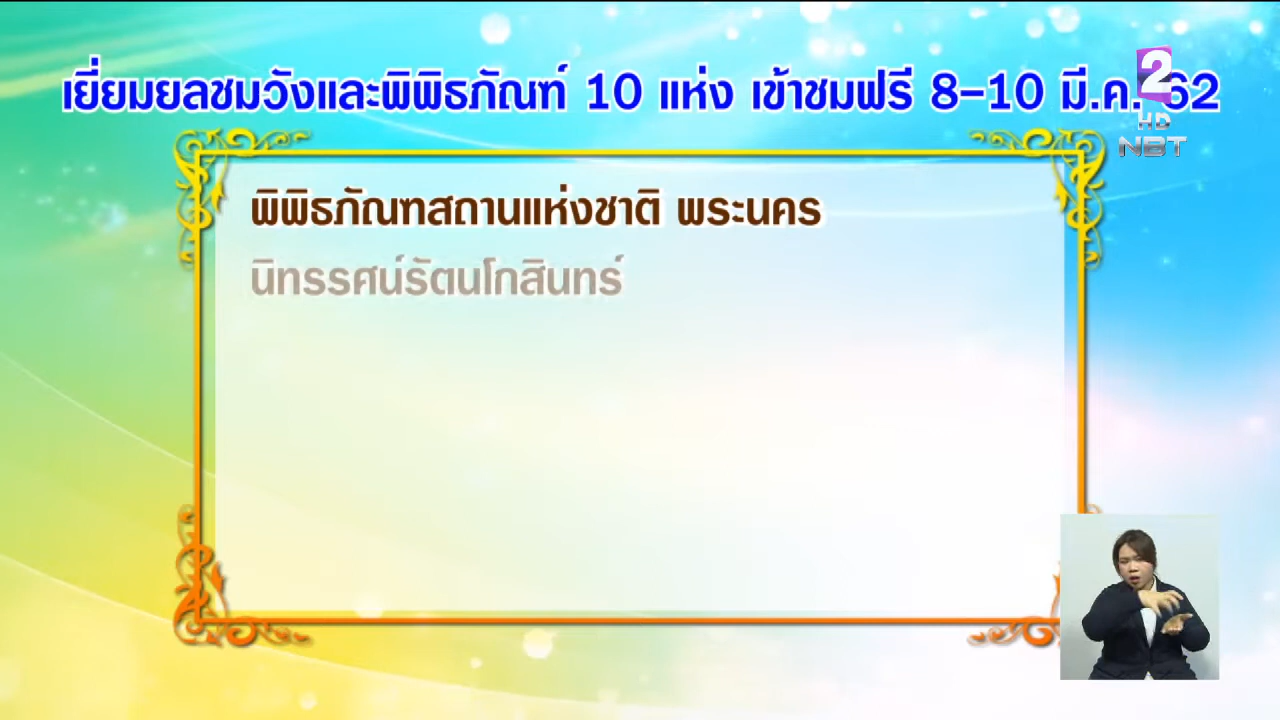 เยี่ยมยลชมวังและพิพิธภัณฑ์ 10 แห่ง เข้าชมฟรี 8-10 มี.ค. 62
2
HD
NBT
พิพิธภัณฑสถานแห่งชาติ พระนคร
นิทรรศน์รัตนโกสินทร์